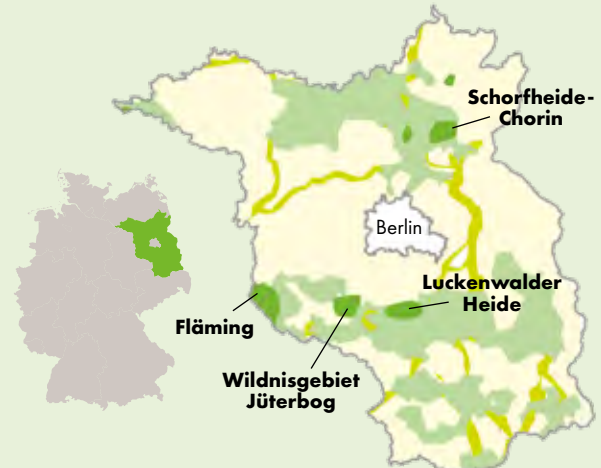 Schorfheide-
Chorin
Berlin
Luckenwalder
Heide
Fläming
Wildnisgebiet
Jüterbog